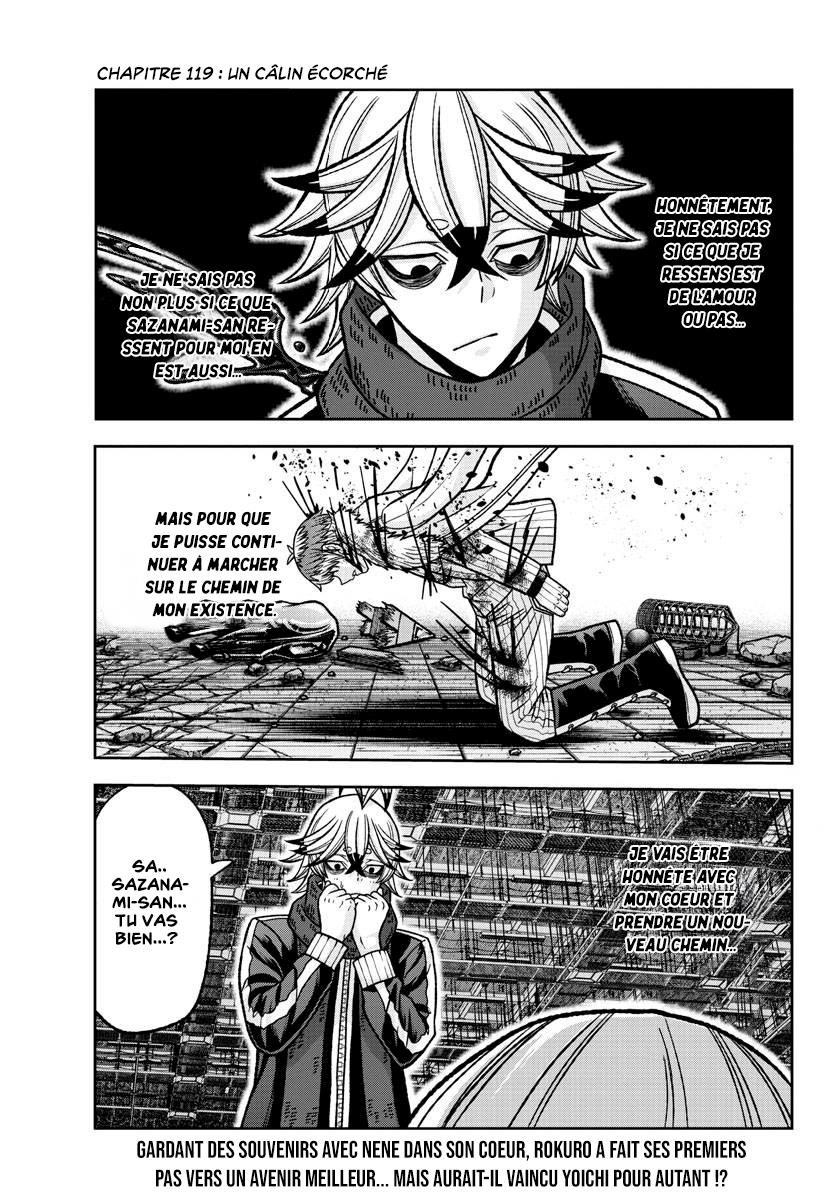 CHAPITRE 119 : UN CÂLIN ÉCORCHÉ
HONNÊTEMENT,
JE NE SAIS PAS
SI CE QUE JE
RESSENS EST
DE L'AMOUR
OU PAS...
JE NE SAIS PAS
NON PLUS SI CE QUE
SAZANAMI-SAN RE-
SSENT POUR MOI EN
EST AUSSI...
MAIS POUR QUE
JE PUISSE CONTI-
NUER À MARCHER
SUR LE CHEMIN DE
MON EXISTENCE.
JE VAIS ÊTRE
HONNÊTE AVEC
MON COEUR ET
PRENDRE UN NOU-
VEAU CHEMIN...
SA..
SAZANA-
MI-SAN...
TU VAS
BIEN...?
GARDANT DES SOUVENIRS AVEC NENE DANS SON COEUR, ROKURO A FAIT SES PREMIERS
PAS VERS UN AVENIR MEILLEUR... MAIS AURAIT-IL VAINCU YOICHI POUR AUTANT !?